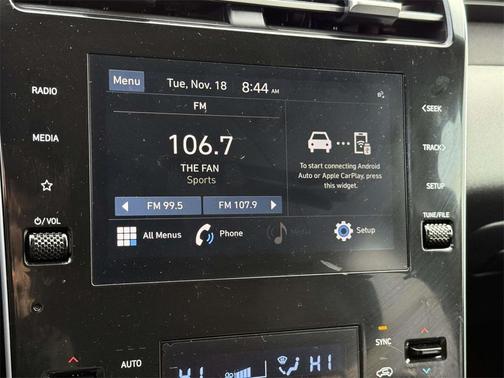 Menu Tue, Nov. 18 8:44 AM
RADIO
FM
<SEEK
106.7
MEDIA
To start connecting Android
THE FAN
Auto or Apple CarPlay, press
TRACK>
Sports
this widget.
SETUP
FM 99.5 FM 107.9
⏻/VOL
TUNE/FILE
All Menus Phone Media Setup
SYNC
AUTO
HI HI